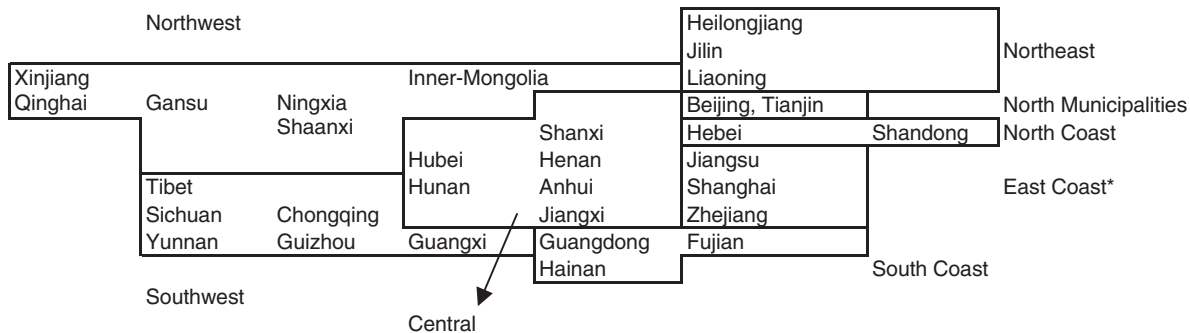 Northwest Heilongjiang
Jilin Northeast
Xinjiang Inner-Mongolia Liaoning
Qinghai Gansu Ningxia Beijing, Tianjin North Municipalities
Shaanxi Shanxi Hebei Shandong North Coast
Hubei Henan Jiangsu
Tibet Hunan Anhui Shanghai East Coast*
Sichuan Chongqing Jiangxi Zhejiang
Yunnan Guizhou Guangxi Guangdong Fujian
Hainan South Coast
Southwest
Central